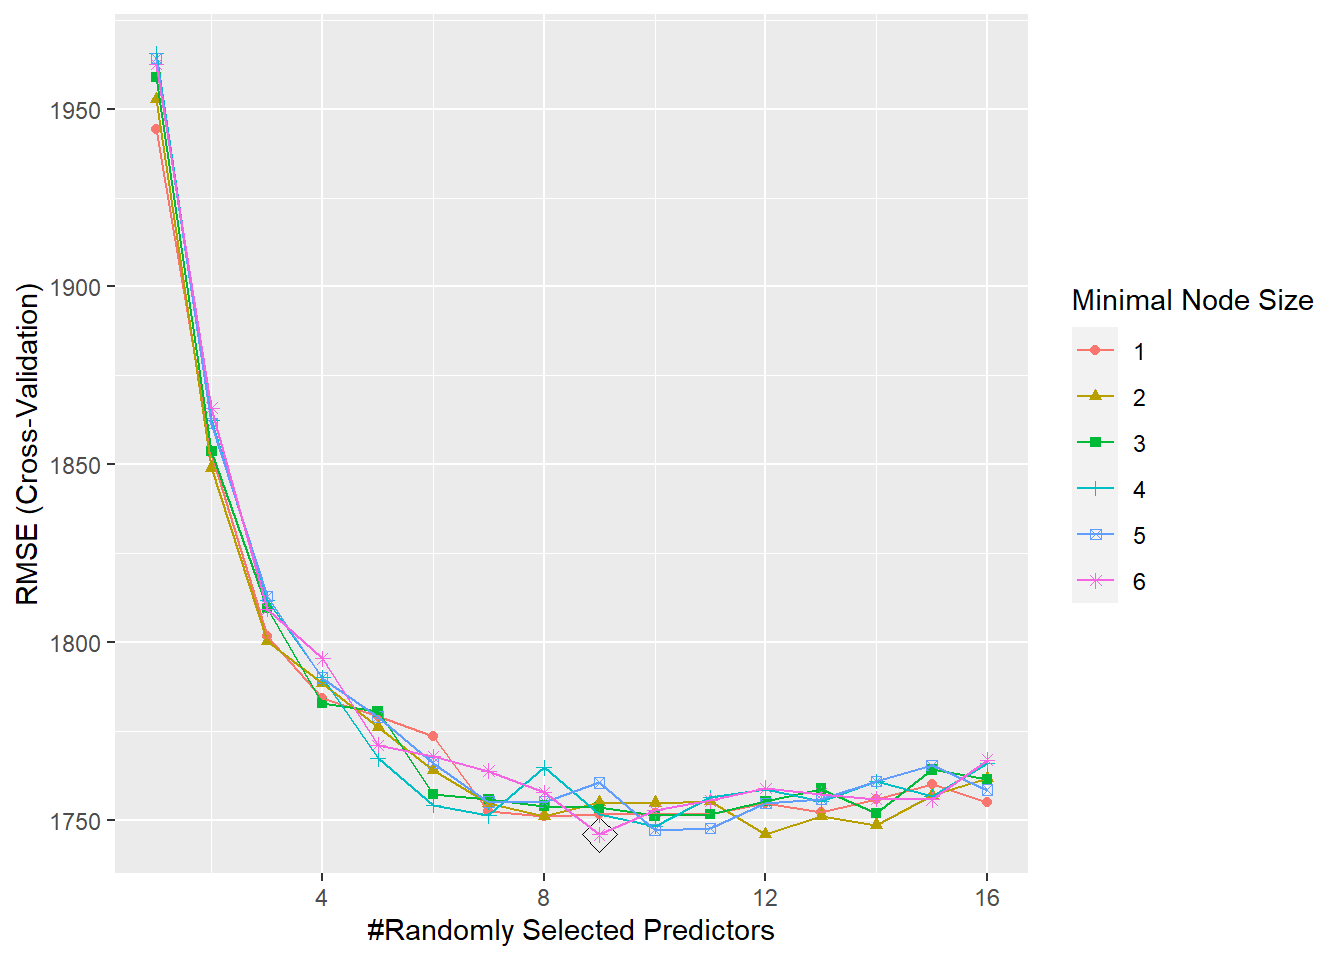 1950
1900
1850
1800
1750
RMSE (Cross-Validation)
4 8 12 16
#Randomly Selected Predictors
Minimal Node Size
1
2
3
4
5
6